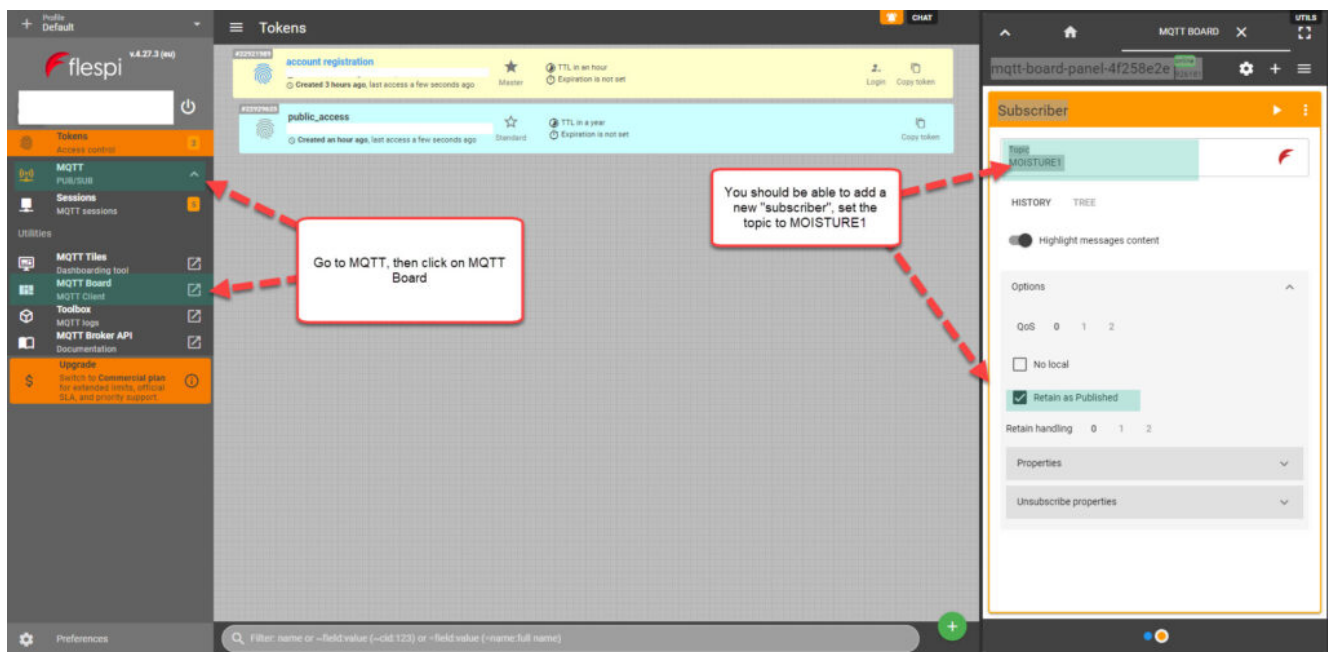 Profile
Default
flespi
v.4.27.3 (eu)
Tokens
Access control
3
MQTT
PUB/SUB
Sessions
MQTT sessions
5
Utilities
MQTT Tiles
Dashboarding tool
MQTT Board
MQTT Client
Toolbox
MQTT logs
MQTT Broker API
Documentation
Upgrade
Switch to Commercial plan
for extended limits, official
SLA, and priority support.
Preferences
Tokens
CHAT
account registration
Created 3 hours ago, last access a few seconds ago
Master
TTL in an hour
Expiration is not set
Login
Copy token
public_access
Created an hour ago, last access a few seconds ago
Standard
TTL in a year
Expiration is not set
Copy token
Go to MQTT, then click on MQTT
Board
You should be able to add a
new "subscriber", set the
topic to MOISTURE1
Filter: name or ~field:value (~cid:123) or =field:value (=name:full name)
UTILS
MQTT BOARD
mqtt-board-panel-4f258e2e
Subscriber
Topic
MOISTURE1
HISTORY TREE
Highlight messages content
Options
QoS 0 1 2
No local
Retain as Published
Retain handling 0 1 2
Properties
Unsubscribe properties